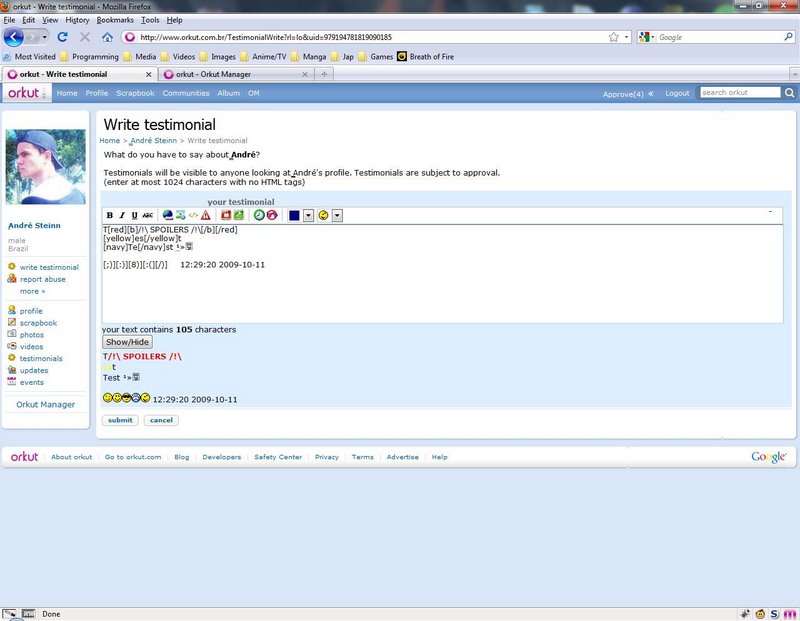 orkut - Write testimonial - Mozilla Firefox
File Edit View History Bookmarks Tools Help
http://www.orkut.com.br/TestimonialWrite?rl=lo&uid=979194781819090185
Google
Most Visited Programming Media Videos Images Anime/TV Manga Jap Games Breath of Fire
orkut - Write testimonial
orkut - Orkut Manager
orkut Home Profile Scrapbook Communities Album OM Approve(4) « Logout search orkut
Write testimonial
Home > André Steinn > Write testimonial
What do you have to say about André?
Testimonials will be visible to anyone looking at André's profile. Testimonials are subject to approval.
(enter at most 1024 characters with no HTML tags)
André Steinn
male
Brazil
write testimonial
report abuse
more »
profile
scrapbook
photos
videos
testimonials
updates
events
Orkut Manager
your testimonial
B I U ABC
T[red][b]/!\ SPOILERS /!\[/b][/red]
[yellow]es[/yellow]t
[navy]Te[/navy]st
[;)][:)][8)][:(][/)] 12:29:20 2009-10-11
your text contains 105 characters
Show/Hide
T/!\ SPOILERS /!\
est
Test
12:29:20 2009-10-11
submit cancel
orkut About orkut Go to orkut.com Blog Developers Safety Center Privacy Terms Advertise Help Google
Done